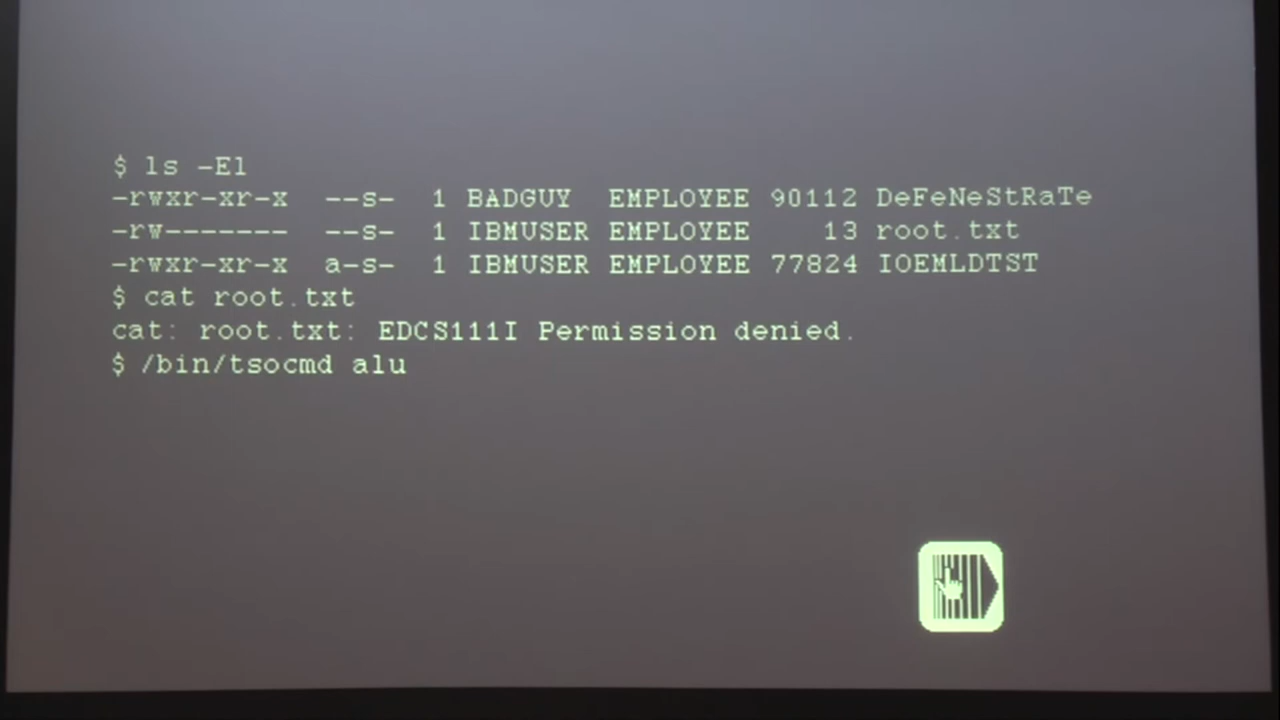 $ ls -El
-rwxr-xr-x  --s-  1 BADGUY  EMPLOYEE 90112 DeFeNeStRaTe
-rw-------  --s-  1 IBMUSER EMPLOYEE    13 root.txt
-rwxr-xr-x  a-s-  1 IBMUSER EMPLOYEE 77824 IOEMLDTST
$ cat root.txt
cat: root.txt: EDCS111I Permission denied.
$ /bin/tsocmd alu